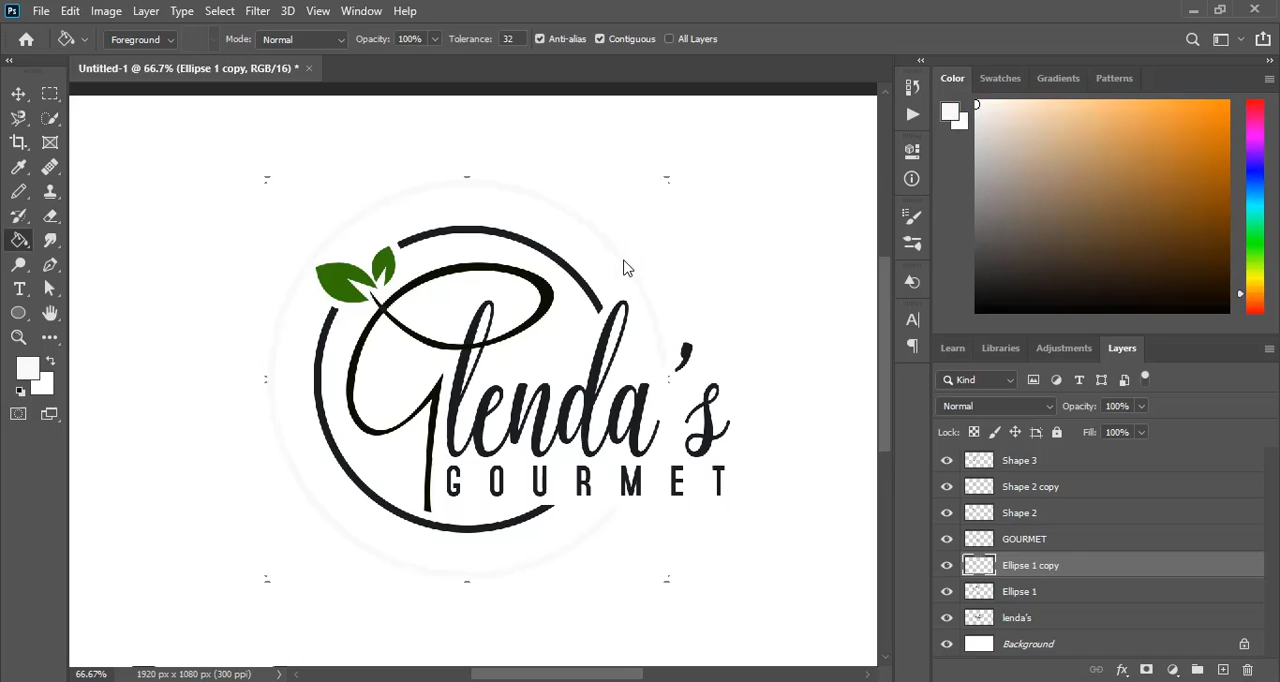 Ps File Edit Image Layer Type Select Filter 3D View Window Help
Foreground Mode: Normal Opacity: 100% Tolerance: 32 Anti-alias Contiguous All Layers
Untitled-1 @ 66.7% (Ellipse 1 copy, RGB/16) *
Color Swatches Gradients Patterns
Glenda's
GOURMET
Learn Libraries Adjustments Layers
Kind
Normal Opacity: 100%
Lock: Fill: 100%
Shape 3
Shape 2 copy
Shape 2
GOURMET
Ellipse 1 copy
Ellipse 1
lenda's
Background
66.67% 1920 px x 1080 px (300 ppi)